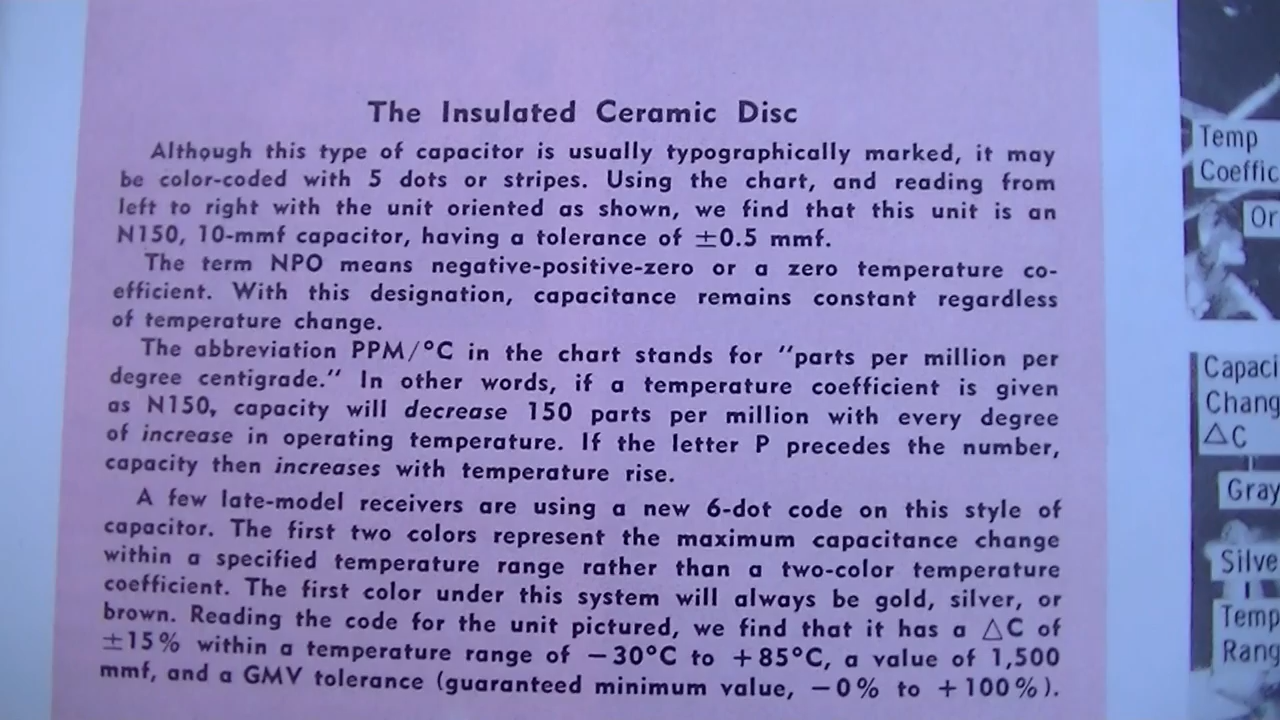 The Insulated Ceramic Disc
Although this type of capacitor is usually typographically marked, it may
be color-coded with 5 dots or stripes. Using the chart, and reading from
left to right with the unit oriented as shown, we find that this unit is an
N150, 10-mmf capacitor, having a tolerance of ±0.5 mmf.
The term NPO means negative-positive-zero or a zero temperature co-
efficient. With this designation, capacitance remains constant regardless
of temperature change.
The abbreviation PPM/°C in the chart stands for "parts per million per
degree centigrade." In other words, if a temperature coefficient is given
as N150, capacity will decrease 150 parts per million with every degree
of increase in operating temperature. If the letter P precedes the number,
capacity then increases with temperature rise.
A few late-model receivers are using a new 6-dot code on this style of
capacitor. The first two colors represent the maximum capacitance change
within a specified temperature range rather than a two-color temperature
coefficient. The first color under this system will always be gold, silver, or
brown. Reading the code for the unit pictured, we find that it has a △C of
±15% within a temperature range of −30°C to +85°C, a value of 1,500
mmf, and a GMV tolerance (guaranteed minimum value, −0% to +100%).
Temp
Coeffic
Or
Capaci
Chang
△C
Gray
Silve
Temp
Rang